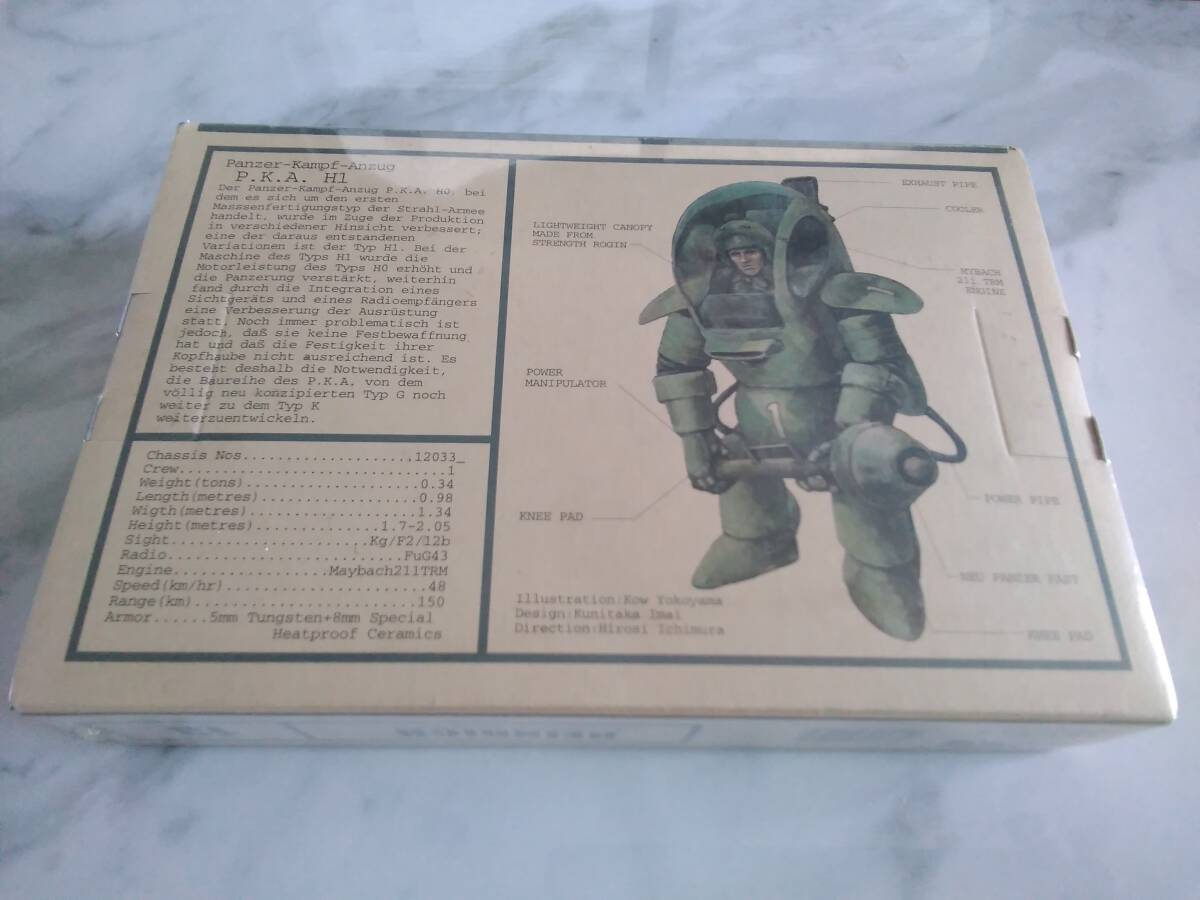 Panzer-Kampf-Anzug
P.K.A. H1
Der Panzer-Kampf-Anzug P.K.A. H0, bei
dem es sich um den ersten
Masssenfertigungstyp der Strahl-Armee
handelt, wurde im Zuge der Produktion
in verschiedener Hinsicht verbessert;
eine der daraus entstandenen
Variationen ist der Typ H1. Bei der
Maschine des Typs H1 wurde die
Motorleistung des Typs H0 erhöht und
die Panzerung verstärkt, weiterhin
fand durch die Integration eines
Sichtgeräts und eines Radioempfängers
eine Verbesserung der Ausrüstung
statt. Noch immer problematisch ist
jedoch, daß sie keine Festbewaffnung
hat und daß die Festigkeit ihrer
Kopfhaube nicht ausreichend ist. Es
besteht deshalb die Notwendigkeit,
die Baureihe des P.K.A. von dem
völlig neu konzipierten Typ G noch
weiter zu dem Typ K
weiterzuentwickeln.
Chassis Nos.....................12033_
Crew................................1
Weight(tons).....................0.34
Length(metres)...................0.98
Wigth(metres)....................1.34
Height(metres)...............1.7-2.05
Sight.......................Kg/F2/12b
Radio...........................FuG43
Engine.................Maybach211TRM
Speed(km/hr).......................48
Range(km).........................150
Armor......5mm Tungsten+8mm Special
Heatproof Ceramics
EXHAUST PIPE
COOLER
LIGHTWEIGHT CANOPY
MADE FROM
STRENGTH ROGIN
MYBACH
211 TRM
ENGINE
1
POWER
MANIPULATOR
1
POWER PIPE
KNEE PAD
NEU PANZER FAST
KNEE PAD
Illustration:Kow Yokoyama
Design:Kunitaka Imai
Direction:Hirosi Ichimura